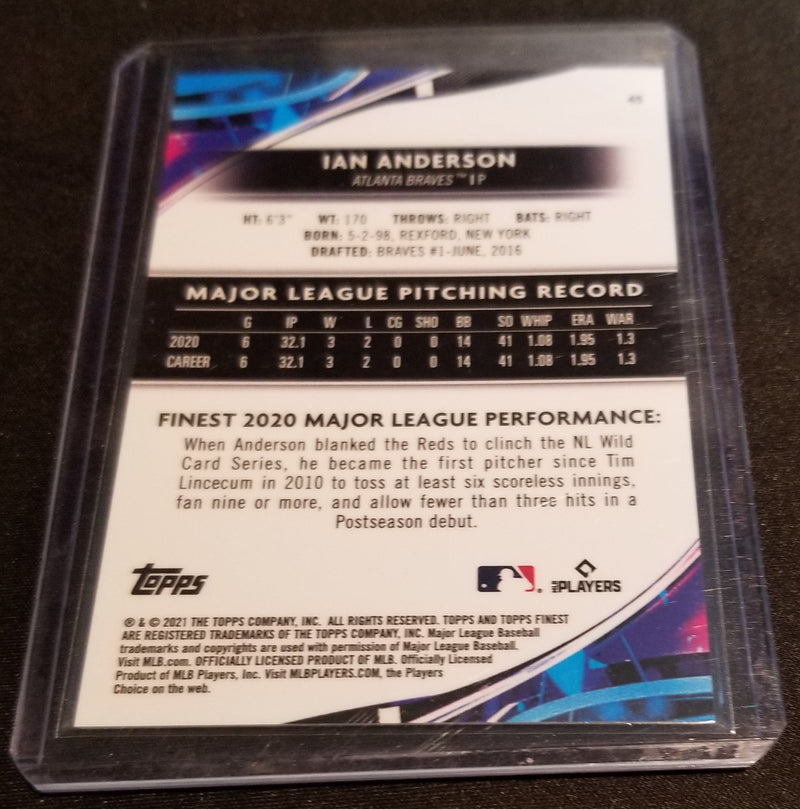 45
IAN ANDERSON
ATLANTA BRAVES™ | P
HT: 6'3" WT: 170 THROWS: RIGHT BATS: RIGHT
BORN: 5-2-98, REXFORD, NEW YORK
DRAFTED: BRAVES #1-JUNE, 2016
MAJOR LEAGUE PITCHING RECORD
G IP W L CG SHO BB SO WHIP ERA WAR
2020 6 32.1 3 2 0 0 14 41 1.08 1.95 1.3
CAREER 6 32.1 3 2 0 0 14 41 1.08 1.95 1.3
FINEST 2020 MAJOR LEAGUE PERFORMANCE:
When Anderson blanked the Reds to clinch the NL Wild
Card Series, he became the first pitcher since Tim
Lincecum in 2010 to toss at least six scoreless innings,
fan nine or more, and allow fewer than three hits in a
Postseason debut.
topps ® MLB PLAYERS
® & © 2021 THE TOPPS COMPANY, INC. ALL RIGHTS RESERVED. TOPPS AND TOPPS FINEST
ARE REGISTERED TRADEMARKS OF THE TOPPS COMPANY, INC. Major League Baseball
trademarks and copyrights are used with permission of Major League Baseball.
Visit MLB.com. OFFICIALLY LICENSED PRODUCT OF MLB. Officially Licensed
Product of MLB Players, Inc. Visit MLBPLAYERS.COM, the Players
Choice on the web.